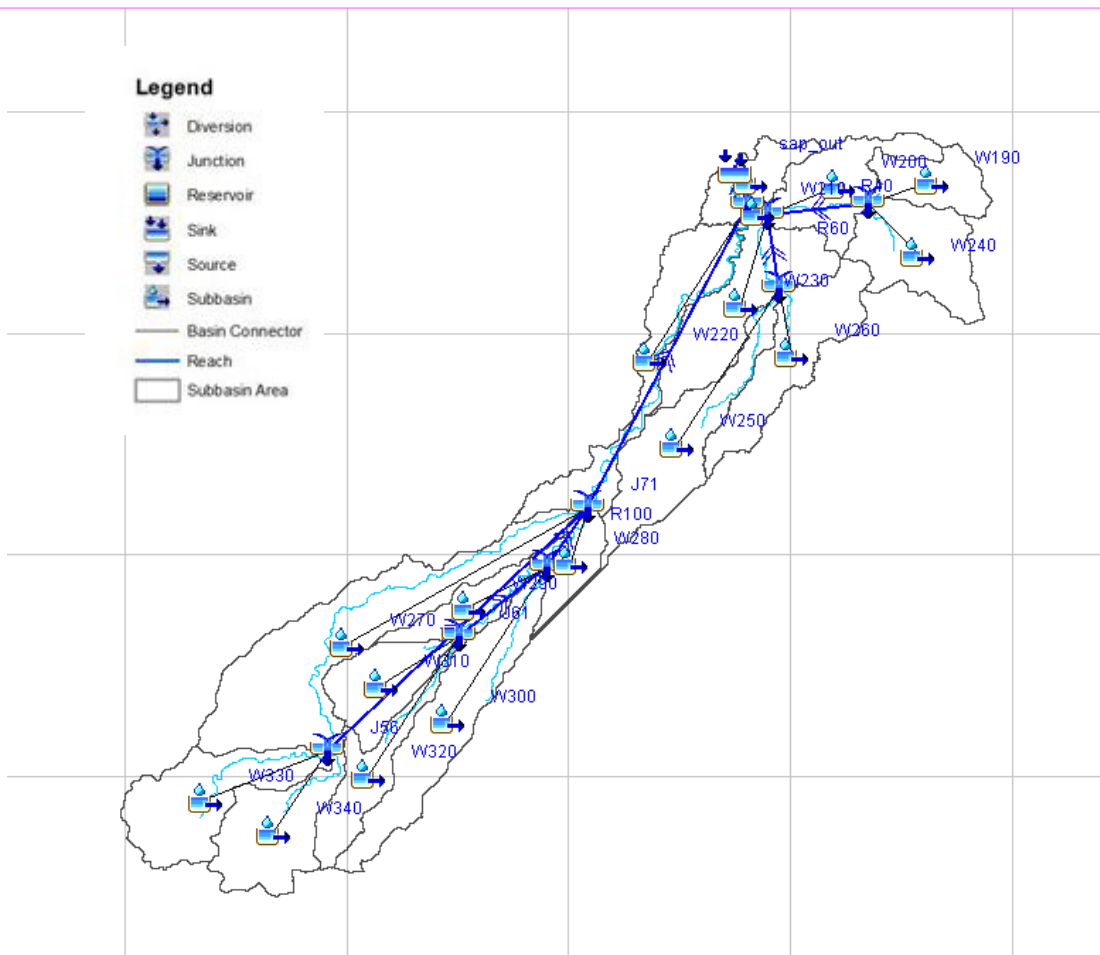 Legend
Diversion
Junction
Reservoir
Sink
Source
Subbasin
Basin Connector
Reach
Subbasin Area
sap_out
W200
W190
W210
R40
R60
W240
W230
W220
W260
W250
J71
R100
W280
W290
J61
W270
W310
W300
J56
W320
W330
W340